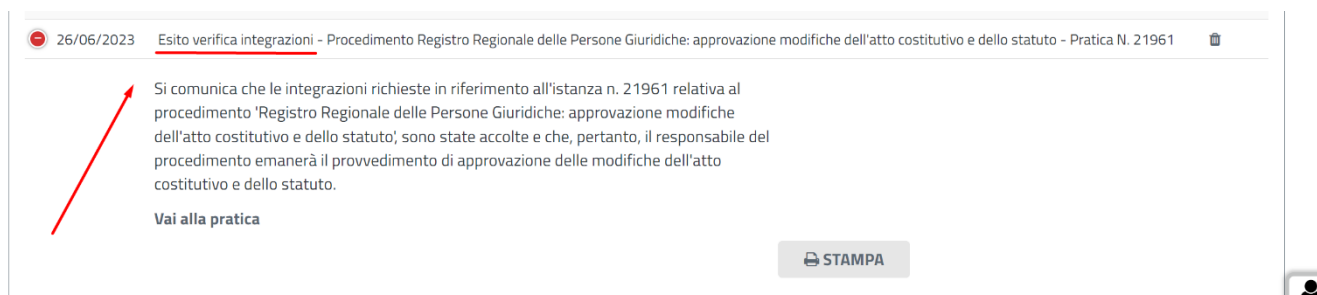 26/06/2023 Esito verifica integrazioni - Procedimento Registro Regionale delle Persone Giuridiche: approvazione modifiche dell'atto costitutivo e dello statuto - Pratica N. 21961
Si comunica che le integrazioni richieste in riferimento all'istanza n. 21961 relativa al
procedimento 'Registro Regionale delle Persone Giuridiche: approvazione modifiche
dell'atto costitutivo e dello statuto', sono state accolte e che, pertanto, il responsabile del
procedimento emanerà il provvedimento di approvazione delle modifiche dell'atto
costitutivo e dello statuto.
Vai alla pratica
STAMPA